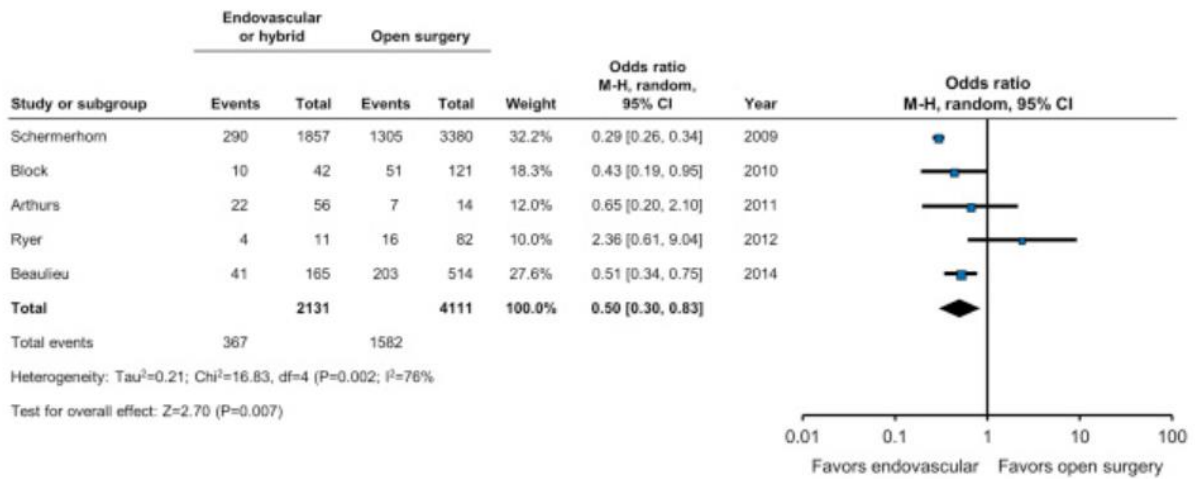 Endovascular or hybrid Open surgery
Study or subgroup Events Total Events Total Weight Odds ratio M-H, random, 95% CI Year Odds ratio M-H, random, 95% CI
Schermerhorn 290 1857 1305 3380 32.2% 0.29 [0.26, 0.34] 2009
Block 10 42 51 121 18.3% 0.43 [0.19, 0.95] 2010
Arthurs 22 56 7 14 12.0% 0.65 [0.20, 2.10] 2011
Ryer 4 11 16 82 10.0% 2.36 [0.61, 9.04] 2012
Beaulieu 41 165 203 514 27.6% 0.51 [0.34, 0.75] 2014
Total 2131 4111 100.0% 0.50 [0.30, 0.83]
Total events 367 1582
Heterogeneity: Tau²=0.21; Chi²=16.83, df=4 (P=0.002; I²=76%
Test for overall effect: Z=2.70 (P=0.007)
0.01 0.1 1 10 100
Favors endovascular Favors open surgery